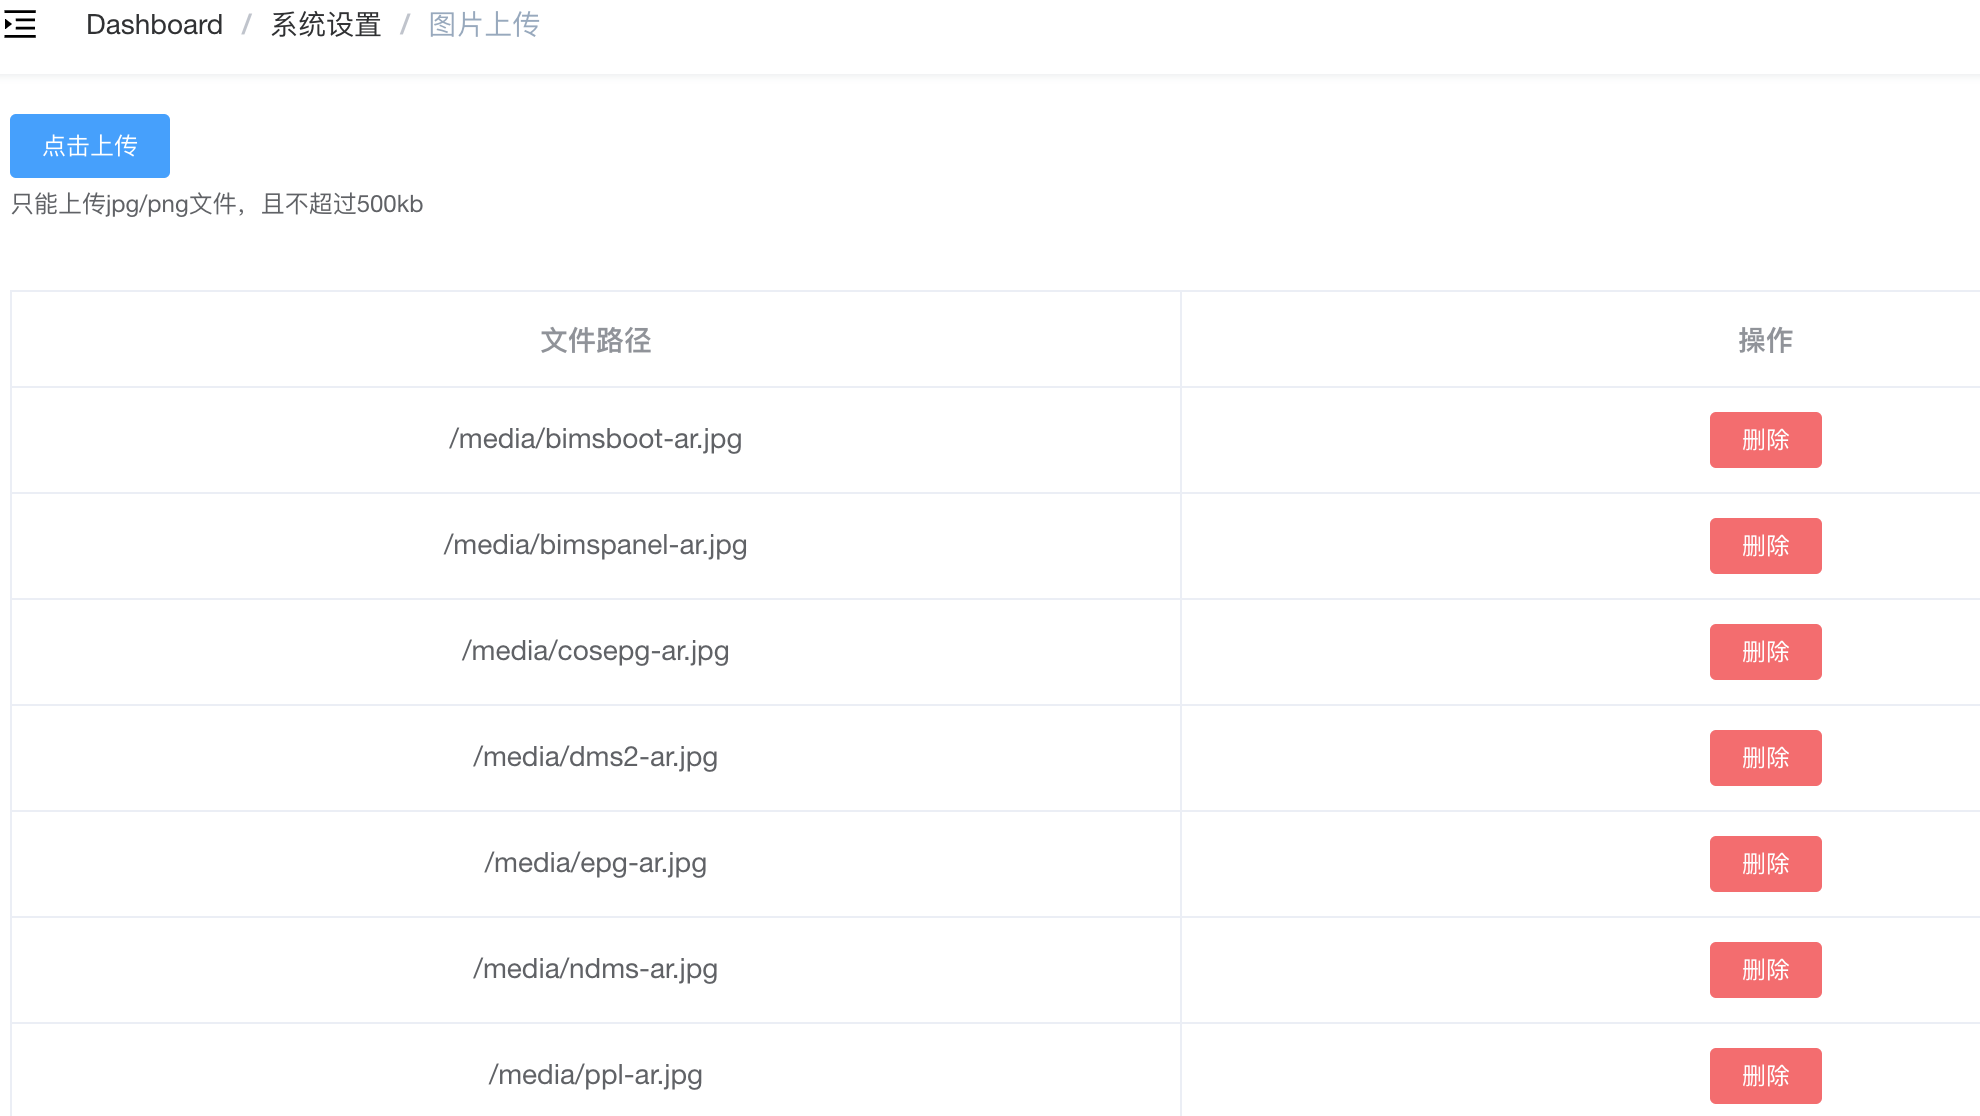 Dashboard / 系统设置 / 图片上传
点击上传
只能上传jpg/png文件，且不超过500kb
文件路径 操作
/media/bimsboot-ar.jpg 删除
/media/bimspanel-ar.jpg 删除
/media/cosepg-ar.jpg 删除
/media/dms2-ar.jpg 删除
/media/epg-ar.jpg 删除
/media/ndms-ar.jpg 删除
/media/ppl-ar.jpg 删除